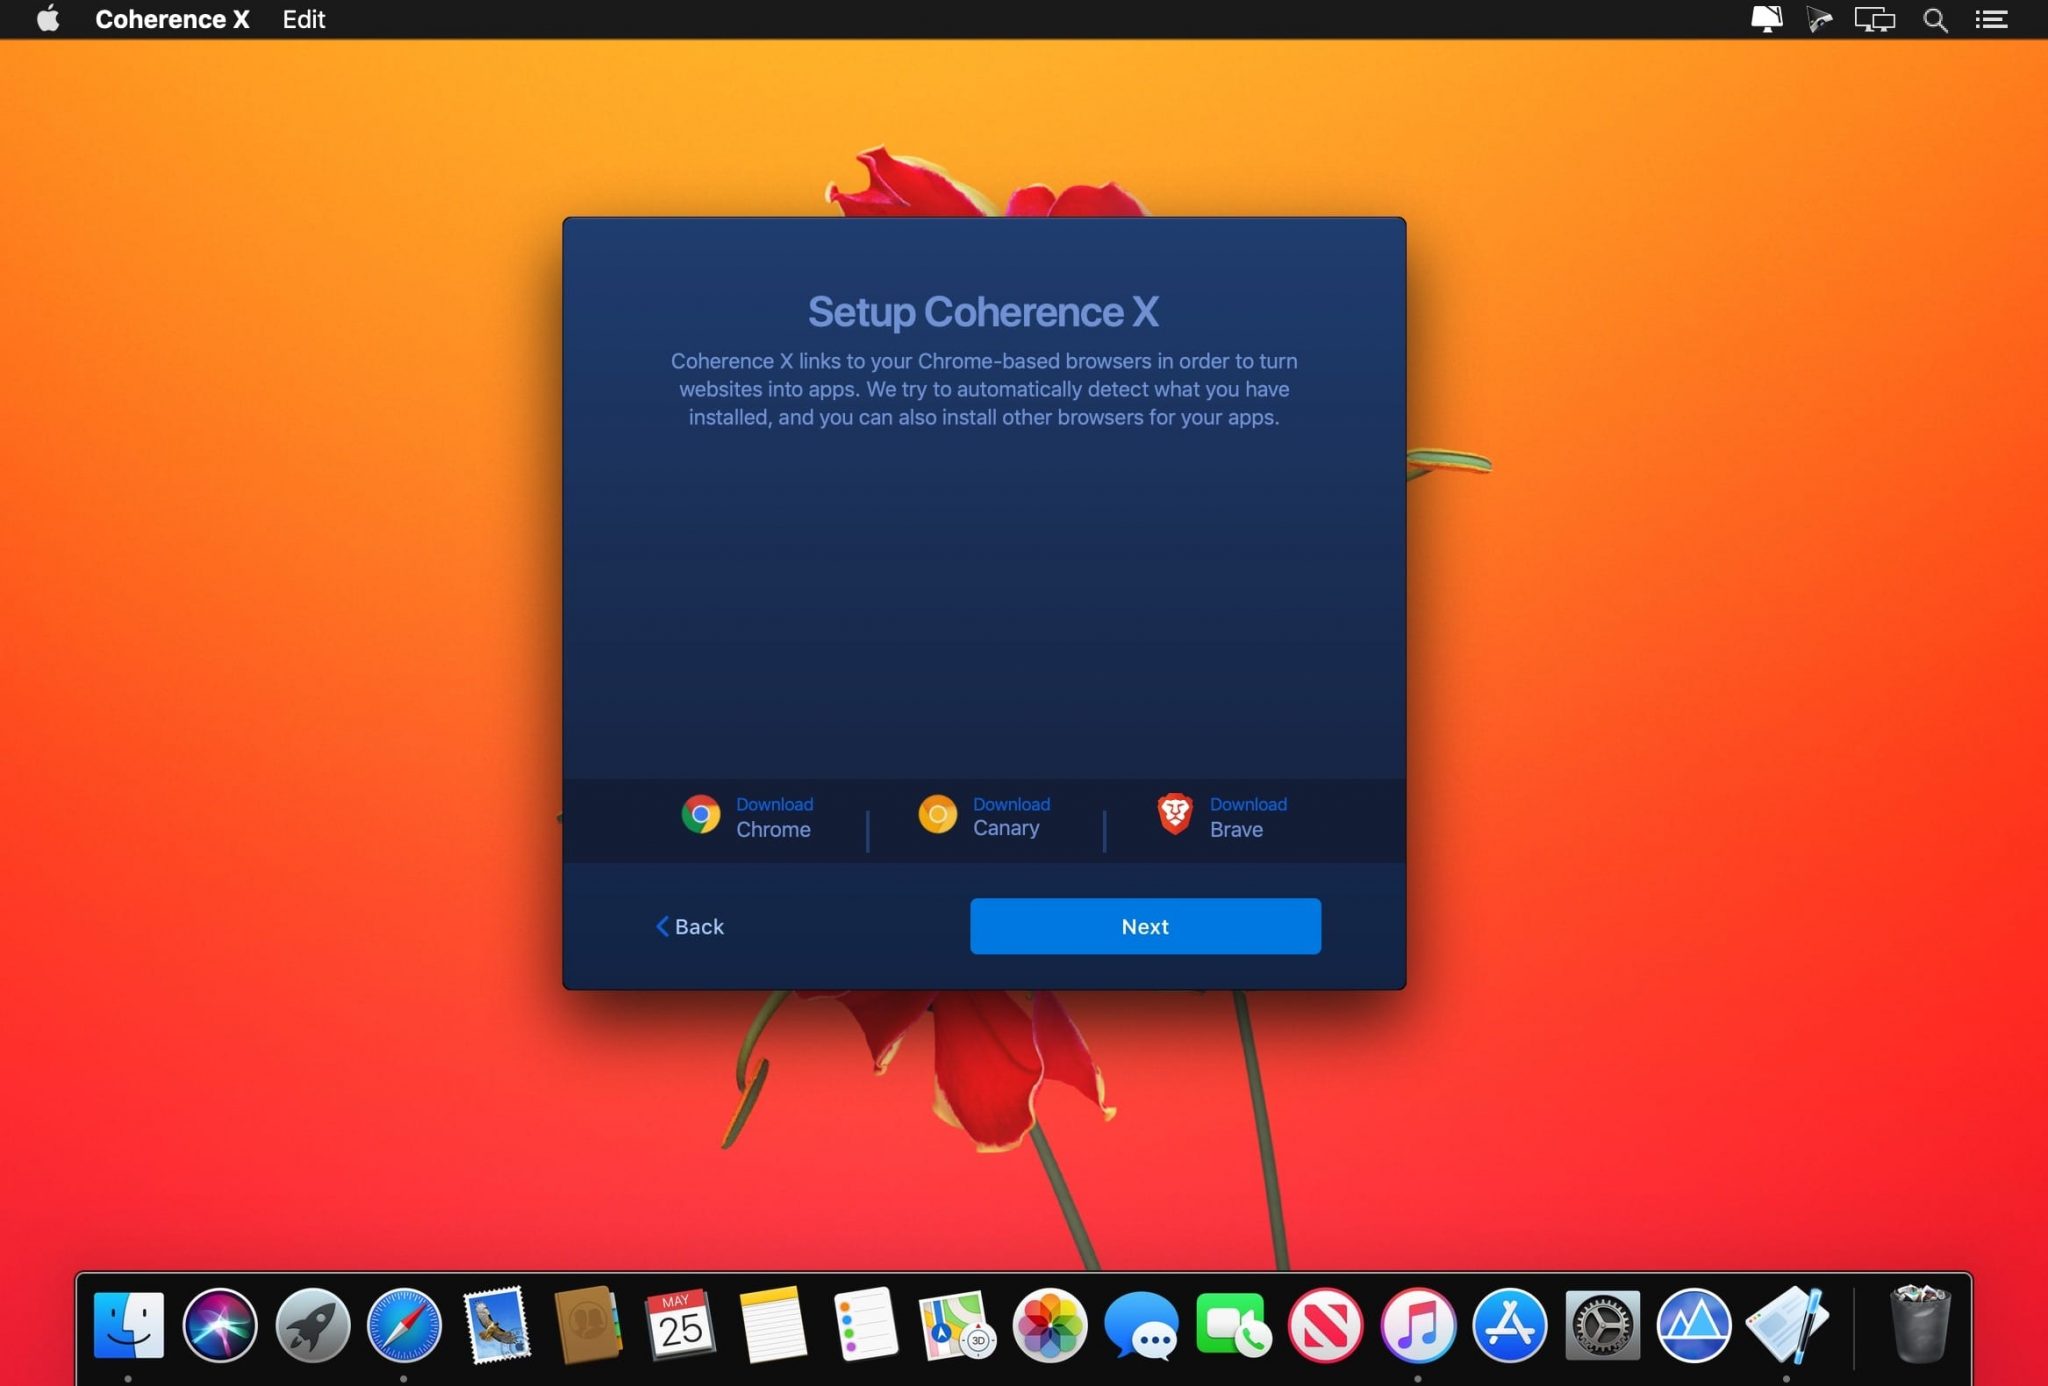 Coherence X Edit
Setup Coherence X
Coherence X links to your Chrome-based browsers in order to turn
websites into apps. We try to automatically detect what you have
installed, and you can also install other browsers for your apps.
Download
Chrome
Download
Canary
Download
Brave
Back
Next
MAY
25
3D